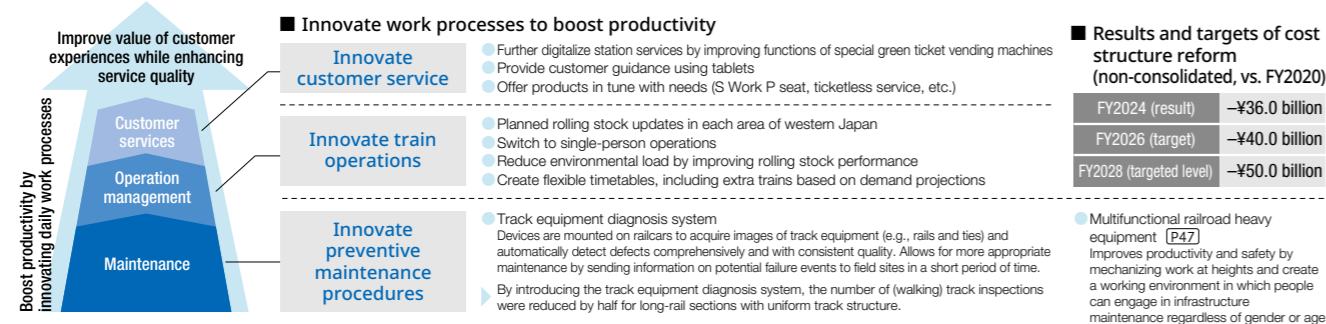 Improve value of customer
experiences while enhancing
service quality
Boost productivity by
innovating daily work processes
Customer
services
Operation
management
Maintenance
■ Innovate work processes to boost productivity
Innovate
customer service
Further digitalize station services by improving functions of special green ticket vending machines
Provide customer guidance using tablets
Offer products in tune with needs (S Work P seat, ticketless service, etc.)
Innovate train
operations
Planned rolling stock updates in each area of western Japan
Switch to single-person operations
Reduce environmental load by improving rolling stock performance
Create flexible timetables, including extra trains based on demand projections
Innovate
preventive
maintenance
procedures
Track equipment diagnosis system
Devices are mounted on railcars to acquire images of track equipment (e.g., rails and ties) and
automatically detect defects comprehensively and with consistent quality. Allows for more appropriate
maintenance by sending information on potential failure events to field sites in a short period of time.
By introducing the track equipment diagnosis system, the number of (walking) track inspections
were reduced by half for long-rail sections with uniform track structure.
■ Results and targets of cost
structure reform
(non-consolidated, vs. FY2020)
FY2024 (result) –¥36.0 billion
FY2026 (target) –¥40.0 billion
FY2028 (targeted level) –¥50.0 billion
Multifunctional railroad heavy
equipment P47
Improves productivity and safety by
mechanizing work at heights and create
a working environment in which people
can engage in infrastructure
maintenance regardless of gender or age